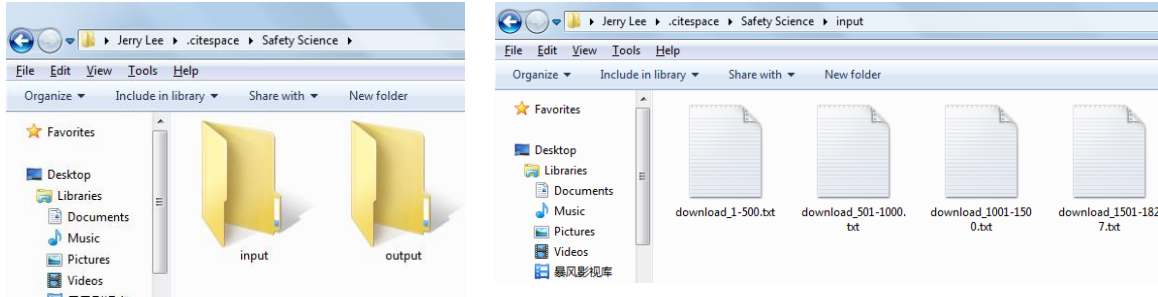 Jerry Lee ▸ .citespace ▸ Safety Science ▸
File Edit View Tools Help
Organize ▾ Include in library ▾ Share with ▾ New folder
Favorites
Desktop
Libraries
Documents
Music
Pictures
Videos
input
output
Jerry Lee ▸ .citespace ▸ Safety Science ▸ input
File Edit View Tools Help
Organize ▾ Include in library ▾ Share with ▾ New folder
Favorites
Desktop
Libraries
Documents
Music
Pictures
Videos
暴风影视库
download_1-500.txt
download_501-1000.
txt
download_1001-150
0.txt
download_1501-182
7.txt